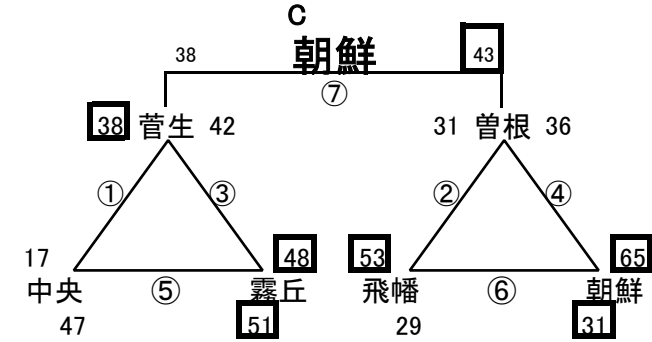 C
38 朝鮮 43
⑦
38 菅生 42 31 曽根 36
① ③ ② ④
17 48 53 65
中央 ⑤ 霧丘 飛幡 ⑥ 朝鮮
47 51 29 31